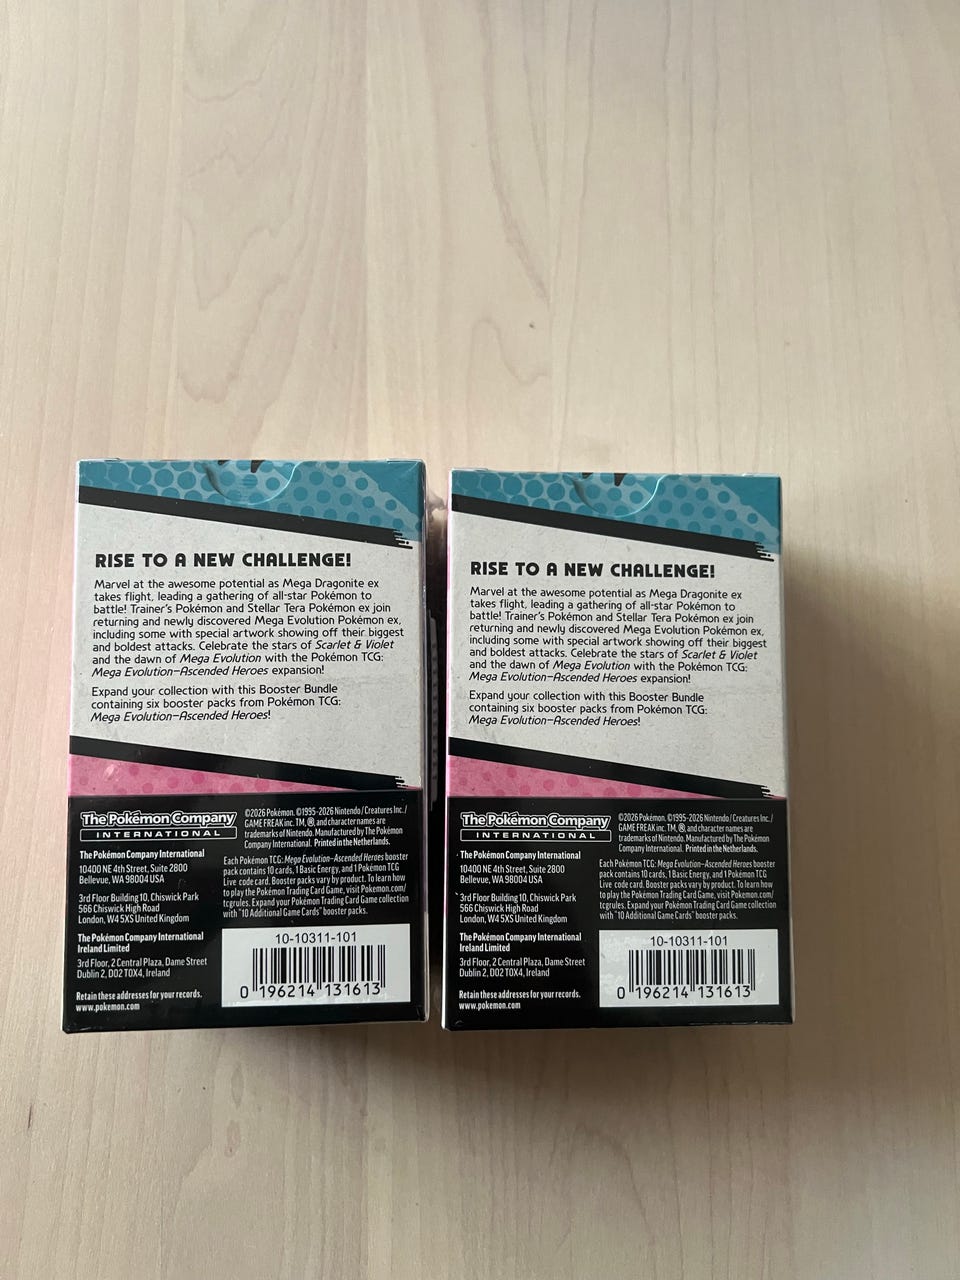 RISE TO A NEW CHALLENGE!
Marvel at the awesome potential as Mega Dragonite ex
takes flight, leading a gathering of all-star Pokémon to
battle! Trainer's Pokémon and Stellar Tera Pokémon ex join
returning and newly discovered Mega Evolution Pokémon ex,
including some with special artwork showing off their biggest
and boldest attacks. Celebrate the stars of Scarlet & Violet
and the dawn of Mega Evolution with the Pokémon TCG:
Mega Evolution—Ascended Heroes expansion!
Expand your collection with this Booster Bundle
containing six booster packs from Pokémon TCG:
Mega Evolution—Ascended Heroes!
The Pokémon Company
INTERNATIONAL
The Pokémon Company International
10400 NE 4th Street, Suite 2800
Bellevue, WA 98004 USA
3rd Floor Building 10, Chiswick Park
566 Chiswick High Road
London, W4 5XS United Kingdom
The Pokémon Company International
Ireland Limited
3rd Floor, 2 Central Plaza, Dame Street
Dublin 2, D02 T0X4, Ireland
Retain these addresses for your records.
www.pokemon.com
©2026 Pokémon. ©1995-2026 Nintendo / Creatures Inc. /
GAME FREAK inc. TM, ®, and character names are
trademarks of Nintendo. Manufactured by The Pokémon
Company International. Printed in the Netherlands.
Each Pokémon TCG: Mega Evolution—Ascended Heroes booster
pack contains 10 cards, 1 Basic Energy, and 1 Pokémon TCG
Live code card. Booster packs vary by product. To learn how
to play the Pokémon Trading Card Game, visit Pokemon.com/
tcgrules. Expand your Pokémon Trading Card Game collection
with "10 Additional Game Cards" booster packs.
10-10311-101
0 196214 131613
RISE TO A NEW CHALLENGE!
Marvel at the awesome potential as Mega Dragonite ex
takes flight, leading a gathering of all-star Pokémon to
battle! Trainer's Pokémon and Stellar Tera Pokémon ex join
returning and newly discovered Mega Evolution Pokémon ex,
including some with special artwork showing off their biggest
and boldest attacks. Celebrate the stars of Scarlet & Violet
and the dawn of Mega Evolution with the Pokémon TCG:
Mega Evolution—Ascended Heroes expansion!
Expand your collection with this Booster Bundle
containing six booster packs from Pokémon TCG:
Mega Evolution—Ascended Heroes!
The Pokémon Company
INTERNATIONAL
The Pokémon Company International
10400 NE 4th Street, Suite 2800
Bellevue, WA 98004 USA
3rd Floor Building 10, Chiswick Park
566 Chiswick High Road
London, W4 5XS United Kingdom
The Pokémon Company International
Ireland Limited
3rd Floor, 2 Central Plaza, Dame Street
Dublin 2, D02 T0X4, Ireland
Retain these addresses for your records.
www.pokemon.com
©2026 Pokémon. ©1995-2026 Nintendo / Creatures Inc. /
GAME FREAK inc. TM, ®, and character names are
trademarks of Nintendo. Manufactured by The Pokémon
Company International. Printed in the Netherlands.
Each Pokémon TCG: Mega Evolution—Ascended Heroes booster
pack contains 10 cards, 1 Basic Energy, and 1 Pokémon TCG
Live code card. Booster packs vary by product. To learn how
to play the Pokémon Trading Card Game, visit Pokemon.com/
tcgrules. Expand your Pokémon Trading Card Game collection
with "10 Additional Game Cards" booster packs.
10-10311-101
0 196214 131613